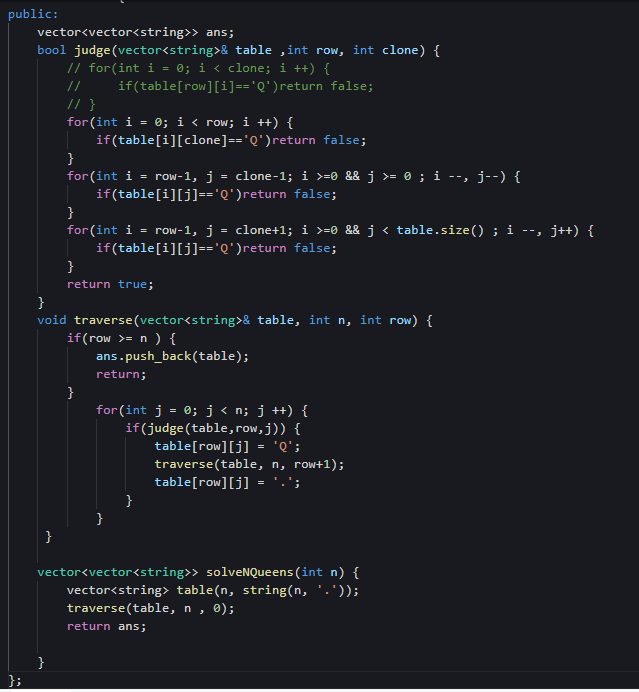 public:
    vector<vector<string>> ans;
    bool judge(vector<string>& table ,int row, int clone) {
        // for(int i = 0; i < clone; i ++) {
        //     if(table[row][i]=='Q')return false;
        // }
        for(int i = 0; i < row; i ++) {
            if(table[i][clone]=='Q')return false;
        }
        for(int i = row-1, j = clone-1; i >=0 && j >= 0 ; i --, j--) {
            if(table[i][j]=='Q')return false;
        }
        for(int i = row-1, j = clone+1; i >=0 && j < table.size() ; i --, j++) {
            if(table[i][j]=='Q')return false;
        }
        return true;
    }
    void traverse(vector<string>& table, int n, int row) {
        if(row >= n ) {
            ans.push_back(table);
            return;
        }
            for(int j = 0; j < n; j ++) {
                if(judge(table,row,j)) {
                    table[row][j] = 'Q';
                    traverse(table, n, row+1);
                    table[row][j] = '.';
                }
            }
     }
    vector<vector<string>> solveNQueens(int n) {
        vector<string> table(n, string(n, '.'));
        traverse(table, n , 0);
        return ans;
    }
};